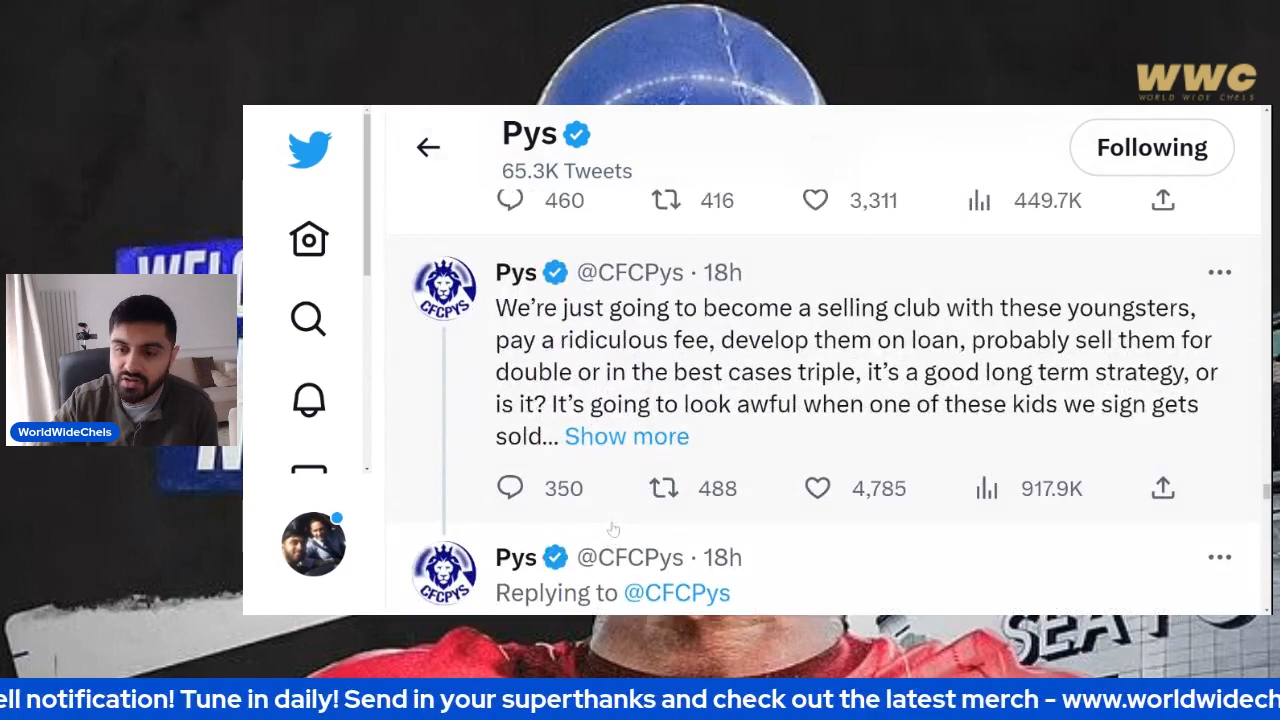 WWC
WORLD WIDE CHELS
Pys
65.3K Tweets
Following
460 416 3,311 449.7K
Pys @CFCPys · 18h
We’re just going to become a selling club with these youngsters,
pay a ridiculous fee, develop them on loan, probably sell them for
double or in the best cases triple, it’s a good long term strategy, or
is it? It’s going to look awful when one of these kids we sign gets
sold... Show more
350 488 4,785 917.9K
Pys @CFCPys · 18h
Replying to @CFCPys
CFCPYS
CFCPYS
WorldWideChels
ell notification! Tune in daily! Send in your superthanks and check out the latest merch - www.worldwidech